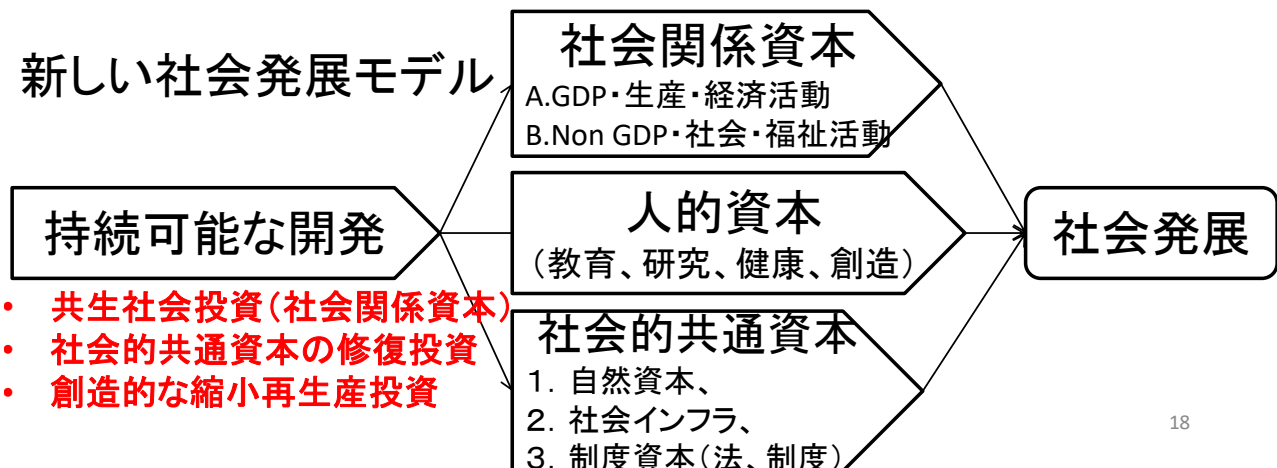 新しい社会発展モデル
社会関係資本
A.GDP・生産・経済活動
B.Non GDP・社会・福祉活動
持続可能な開発
人的資本
（教育、研究、健康、創造）
社会発展
• 共生社会投資（社会関係資本）
• 社会的共通資本の修復投資
• 創造的な縮小再生産投資
社会的共通資本
１．自然資本、
２．社会インフラ、
３．制度資本（法、制度）
18